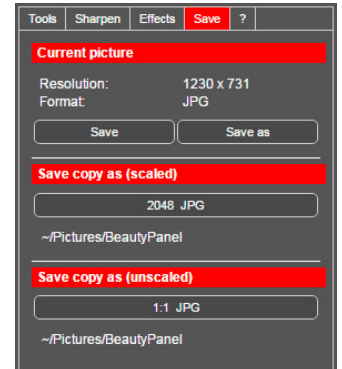 Tools Sharpen Effects Save ?
Current picture
Resolution: 1230 x 731
Format: JPG
Save Save as
Save copy as (scaled)
2048 JPG
~/Pictures/BeautyPanel
Save copy as (unscaled)
1:1 JPG
~/Pictures/BeautyPanel